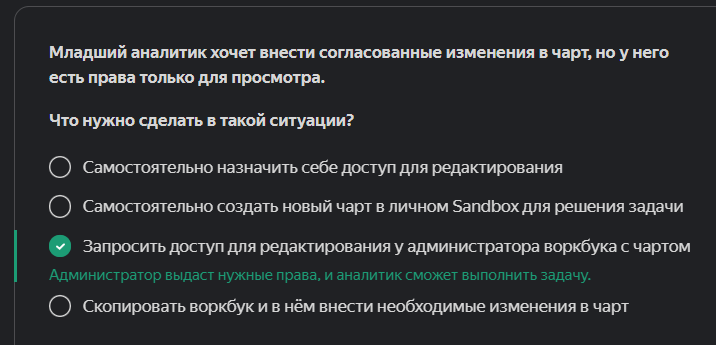 Младший аналитик хочет внести согласованные изменения в чарт, но у него
есть права только для просмотра.
Что нужно сделать в такой ситуации?
Самостоятельно назначить себе доступ для редактирования
Самостоятельно создать новый чарт в личном Sandbox для решения задачи
Запросить доступ для редактирования у администратора воркбука с чартом
Администратор выдаст нужные права, и аналитик сможет выполнить задачу.
Скопировать воркбук и в нём внести необходимые изменения в чарт